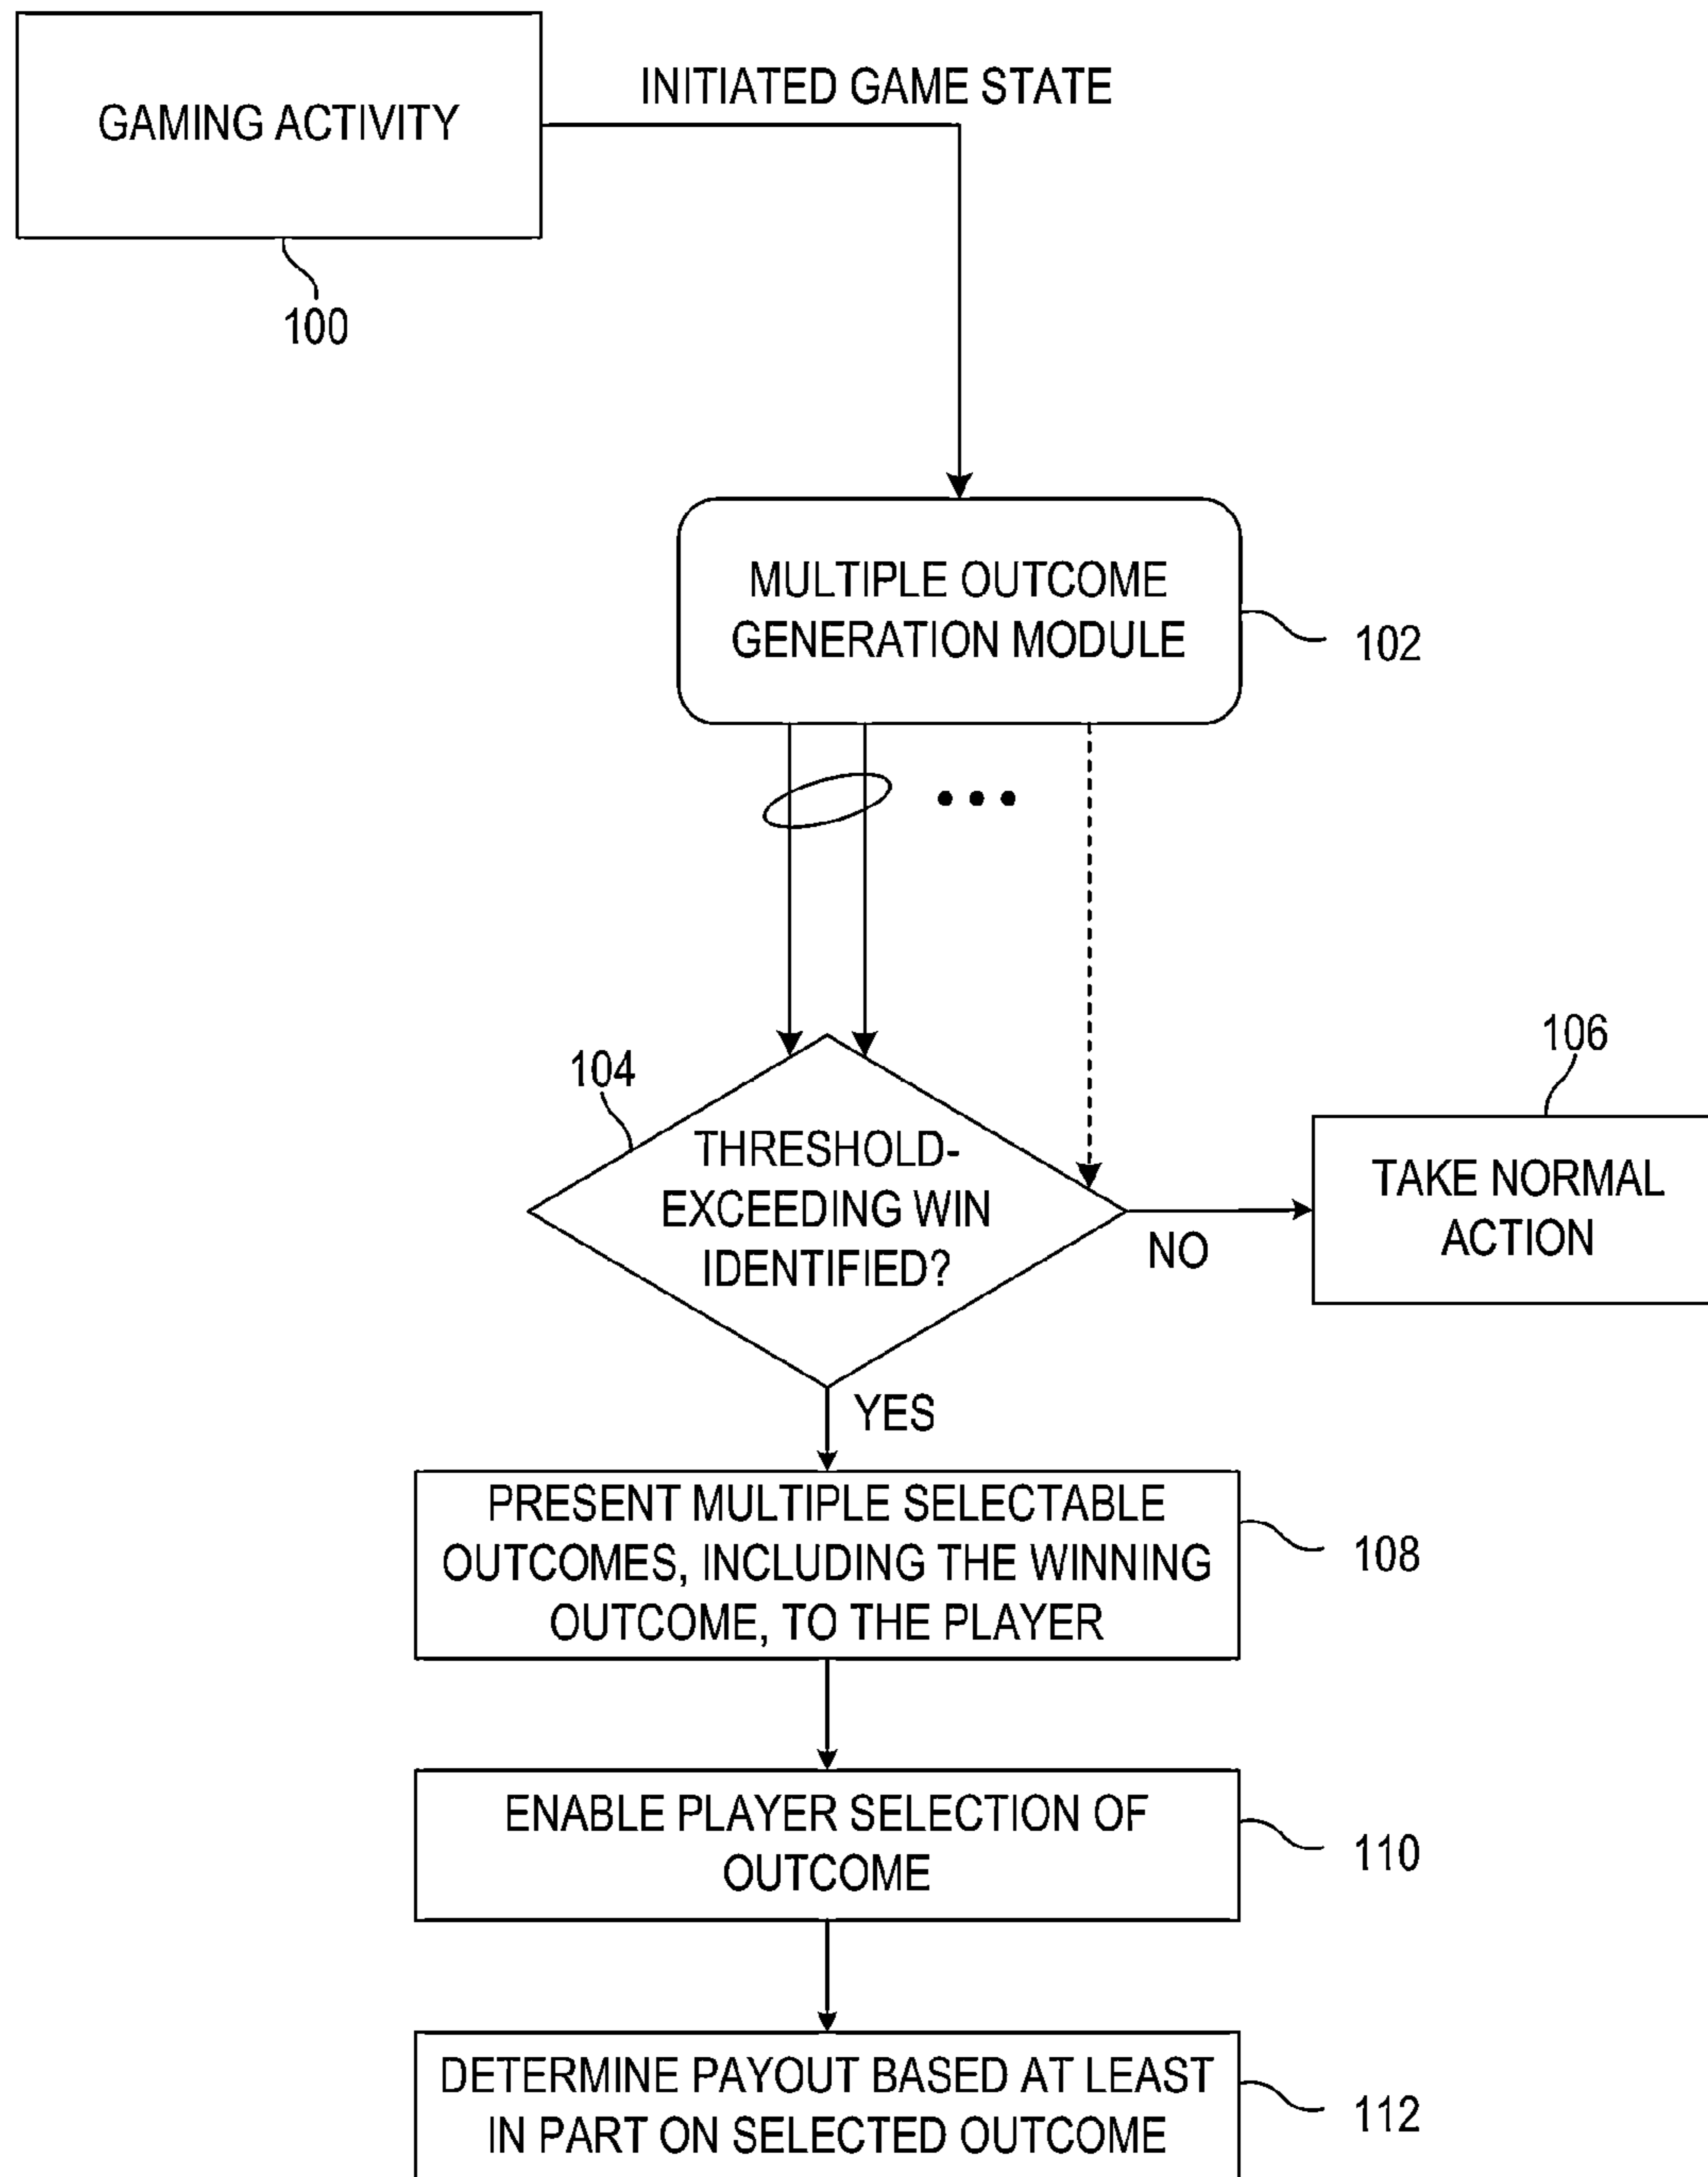 GAMING ACTIVITY
INITIATED GAME STATE
100
MULTIPLE OUTCOME
GENERATION MODULE
102
104
THRESHOLD-
EXCEEDING WIN
IDENTIFIED?
106
TAKE NORMAL
ACTION
NO
YES
PRESENT MULTIPLE SELECTABLE
OUTCOMES, INCLUDING THE WINNING
OUTCOME, TO THE PLAYER
108
ENABLE PLAYER SELECTION OF
OUTCOME
110
DETERMINE PAYOUT BASED AT LEAST
IN PART ON SELECTED OUTCOME
112